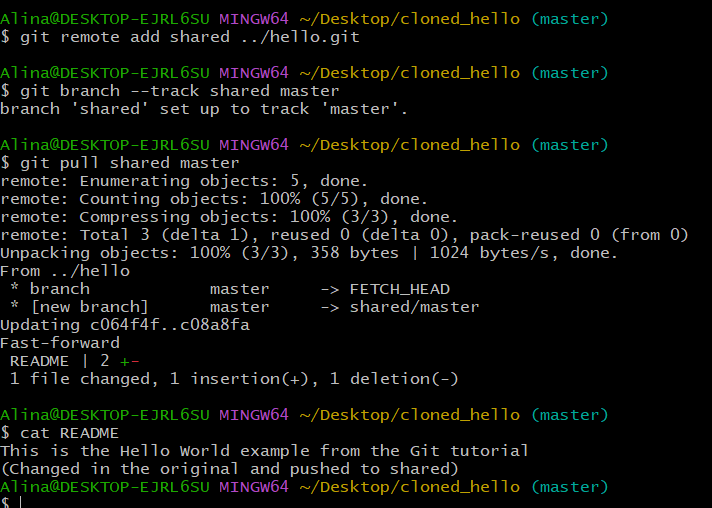 Alina@DESKTOP-EJRL6SU MINGW64 ~/Desktop/cloned_hello (master)
$ git remote add shared ../hello.git

Alina@DESKTOP-EJRL6SU MINGW64 ~/Desktop/cloned_hello (master)
$ git branch --track shared master
branch 'shared' set up to track 'master'.

Alina@DESKTOP-EJRL6SU MINGW64 ~/Desktop/cloned_hello (master)
$ git pull shared master
remote: Enumerating objects: 5, done.
remote: Counting objects: 100% (5/5), done.
remote: Compressing objects: 100% (3/3), done.
remote: Total 3 (delta 1), reused 0 (delta 0), pack-reused 0 (from 0)
Unpacking objects: 100% (3/3), 358 bytes | 1024 bytes/s, done.
From ../hello
 * branch            master     -> FETCH_HEAD
 * [new branch]      master     -> shared/master
Updating c064f4f..c08a8fa
Fast-forward
 README | 2 +-
 1 file changed, 1 insertion(+), 1 deletion(-)

Alina@DESKTOP-EJRL6SU MINGW64 ~/Desktop/cloned_hello (master)
$ cat README
This is the Hello World example from the Git tutorial
(Changed in the original and pushed to shared)
Alina@DESKTOP-EJRL6SU MINGW64 ~/Desktop/cloned_hello (master)
$